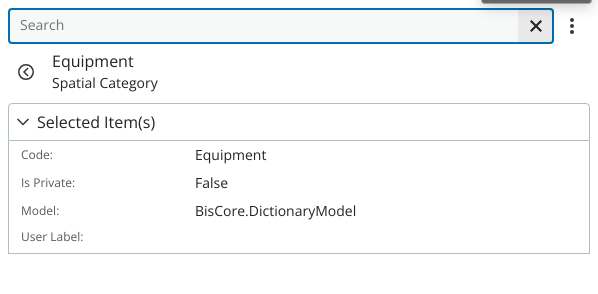 Search
Equipment
Spatial Category
Selected Item(s)
Code: Equipment
Is Private: False
Model: BisCore.DictionaryModel
User Label: